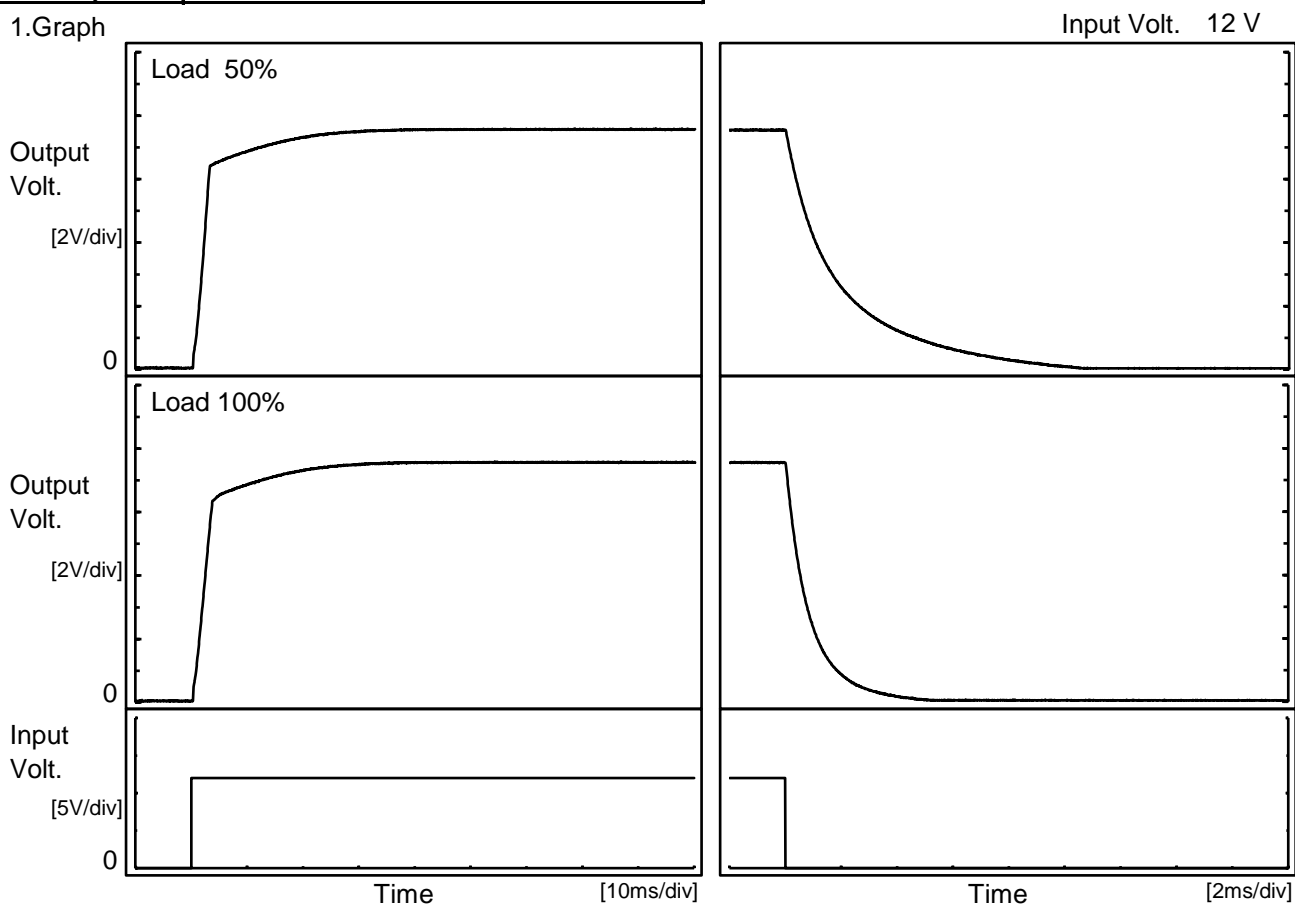 1.Graph
Input Volt. 12 V
Load 50%
Output
Volt.
[2V/div]
0
Load 100%
Output
Volt.
[2V/div]
0
Input
Volt.
[5V/div]
0
Time [10ms/div]
Time [2ms/div]